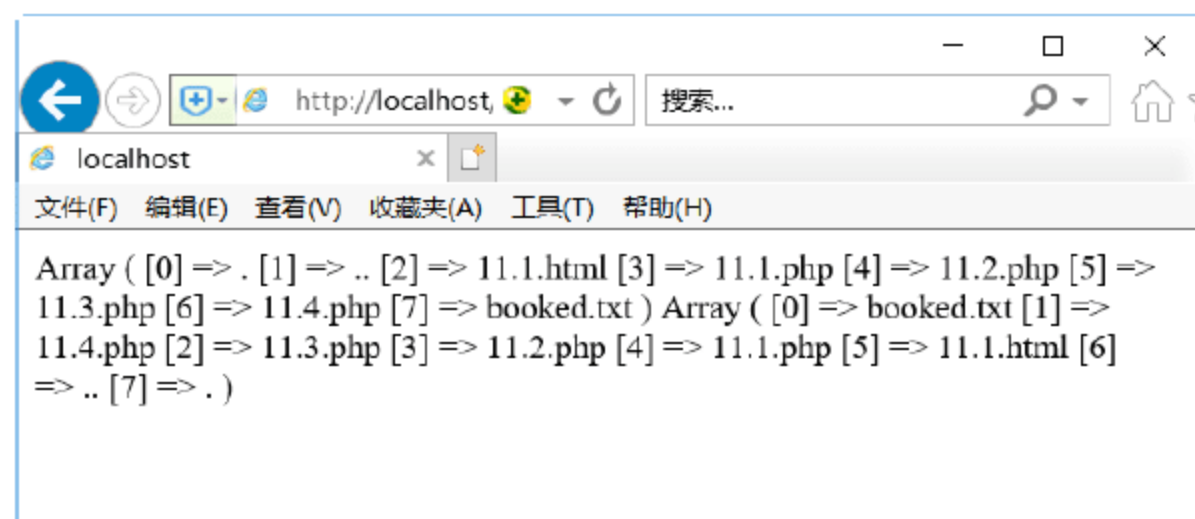 http://localhost,
搜索...
localhost
文件(F) 编辑(E) 查看(V) 收藏夹(A) 工具(T) 帮助(H)
Array ( [0] => . [1] => .. [2] => 11.1.html [3] => 11.1.php [4] => 11.2.php [5] =>
11.3.php [6] => 11.4.php [7] => booked.txt ) Array ( [0] => booked.txt [1] =>
11.4.php [2] => 11.3.php [3] => 11.2.php [4] => 11.1.php [5] => 11.1.html [6]
=> .. [7] => . )